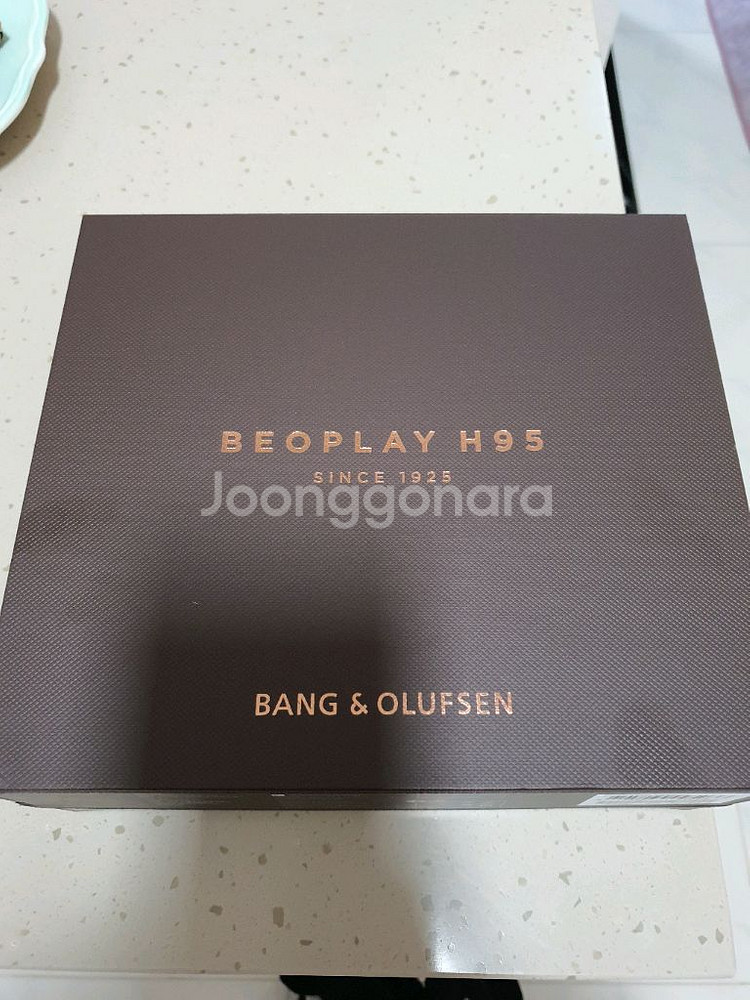 BEOPLAY H95
SINCE 1925
Joonggonara
BANG & OLUFSEN